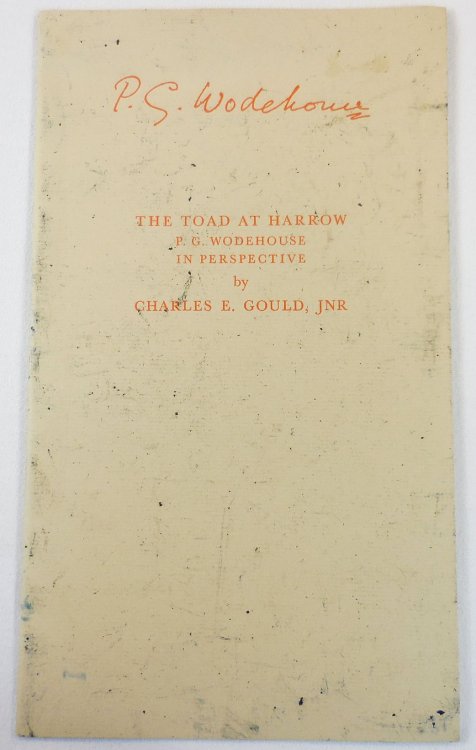 P. G. Wodehouse
THE TOAD AT HARROW
P. G. WODEHOUSE
IN PERSPECTIVE
by
CHARLES E. GOULD, JNR